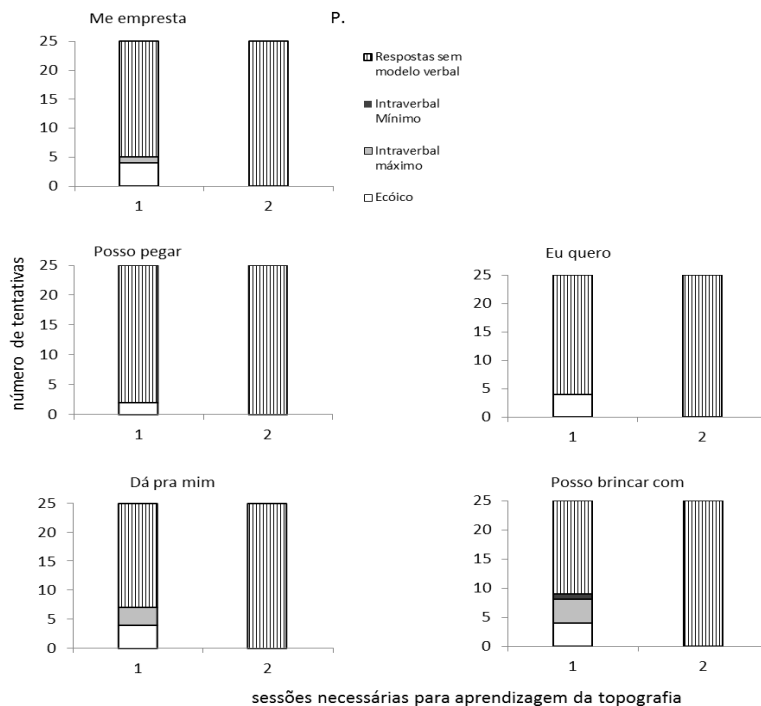 Me empresta
P.
25
20
15
10
5
0
1
2
Respostas sem
modelo verbal
Intraverbal
Mínimo
Intraverbal
máximo
Ecóico
Posso pegar
25
20
15
10
5
0
1
2
Eu quero
25
20
15
10
5
0
1
2
número de tentativas
Dá pra mim
25
20
15
10
5
0
1
2
Posso brincar com
25
20
15
10
5
0
1
2
sessões necessárias para aprendizagem da topografia